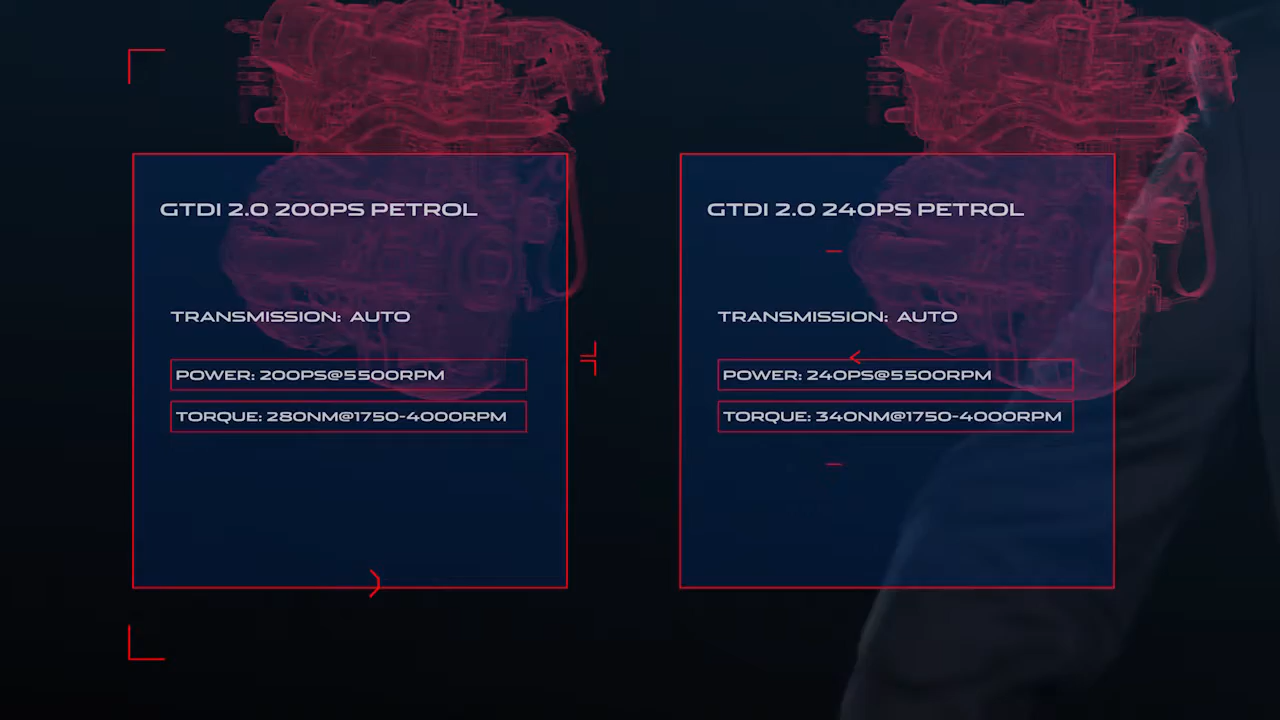 GTDI 2.0 200PS PETROL
TRANSMISSION: AUTO
POWER: 200PS@5500RPM
TORQUE: 280NM@1750-4000RPM
GTDI 2.0 240PS PETROL
TRANSMISSION: AUTO
POWER: 240PS@5500RPM
TORQUE: 340NM@1750-4000RPM